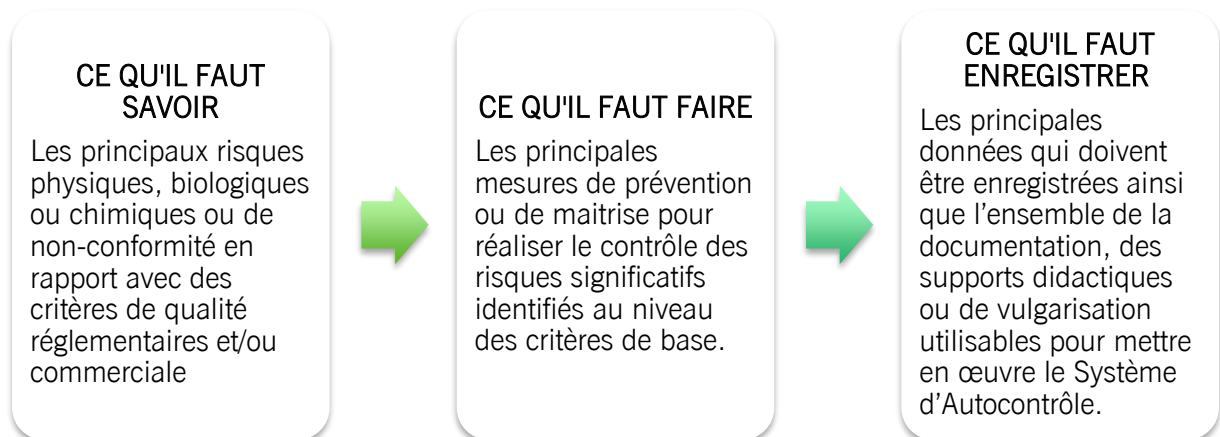 CE QU'IL FAUT
SAVOIR
Les principaux risques
physiques, biologiques
ou chimiques ou de
non-conformité en
rapport avec des
critères de qualité
réglementaires et/ou
commerciale
CE QU'IL FAUT FAIRE
Les principales
mesures de prévention
ou de maitrise pour
réaliser le contrôle des
risques significatifs
identifiés au niveau
des critères de base.
CE QU'IL FAUT
ENREGISTRER
Les principales
données qui doivent
être enregistrées ainsi
que l’ensemble de la
documentation, des
supports didactiques
ou de vulgarisation
utilisables pour mettre
en œuvre le Système
d’Autocontrôle.